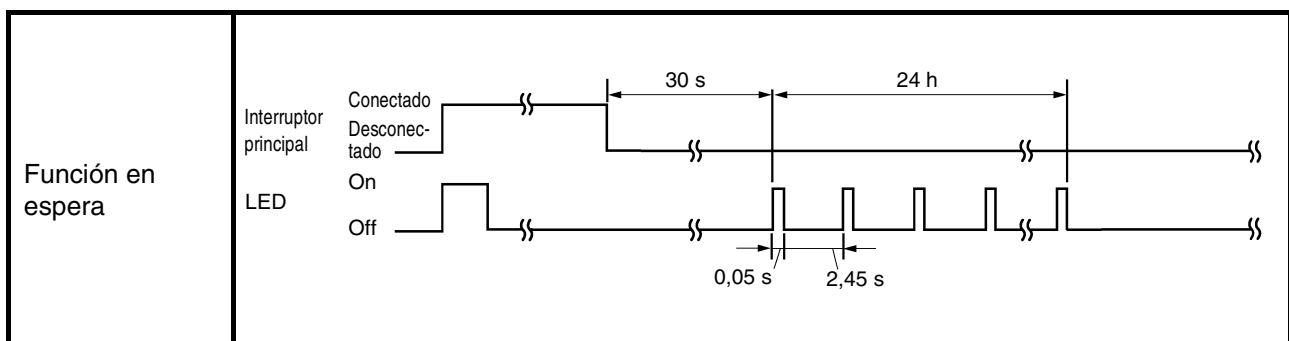 Función en
espera
Interruptor
principal
Conectado
Desconec-
tado
30 s
24 h
LED
On
Off
0,05 s
2,45 s